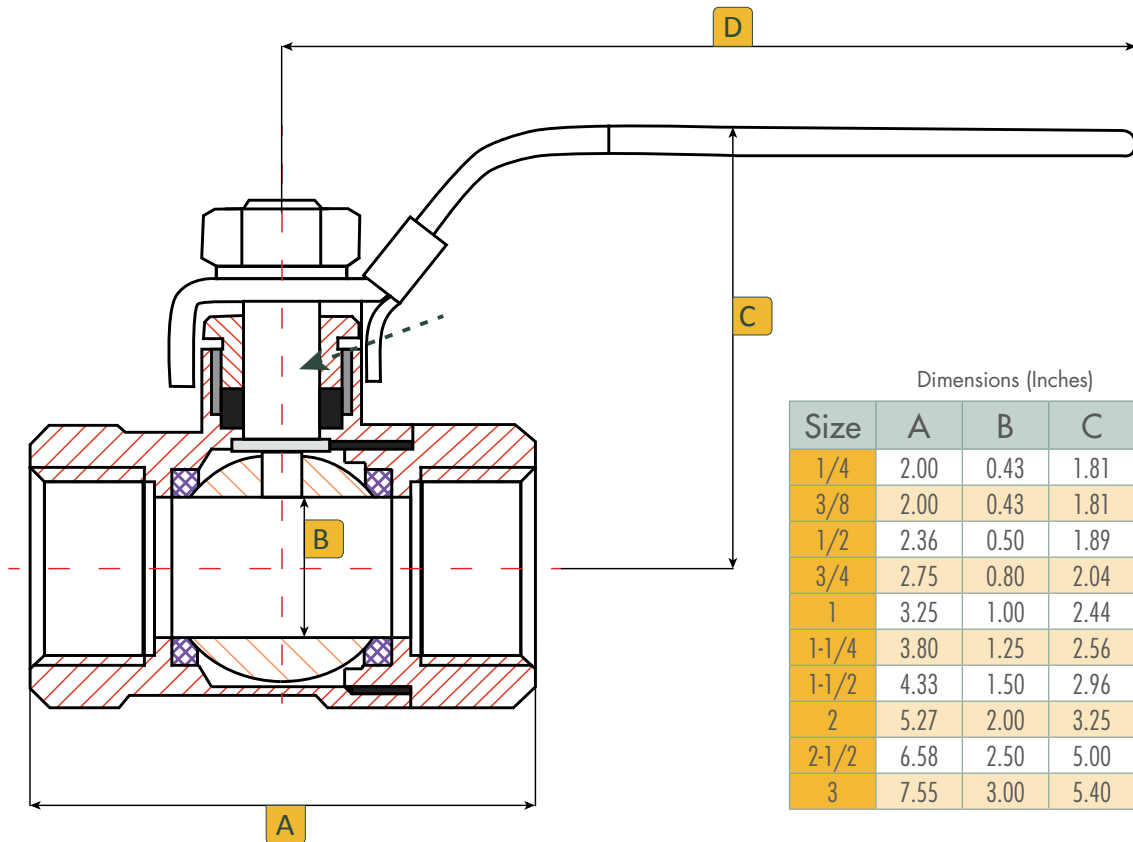 D
C
B
A
Dimensions (Inches)
Size A B C
1/4 2.00 0.43 1.81
3/8 2.00 0.43 1.81
1/2 2.36 0.50 1.89
3/4 2.75 0.80 2.04
1 3.25 1.00 2.44
1-1/4 3.80 1.25 2.56
1-1/2 4.33 1.50 2.96
2 5.27 2.00 3.25
2-1/2 6.58 2.50 5.00
3 7.55 3.00 5.40